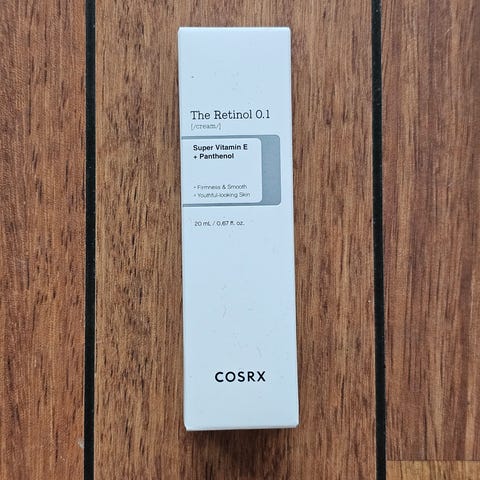 The Retinol 0.1
[/cream/]
Super Vitamin E
+ Panthenol
• Firmness & Smooth
• Youthful-looking Skin
20 mL / 0.67 fl. oz.
COSRX